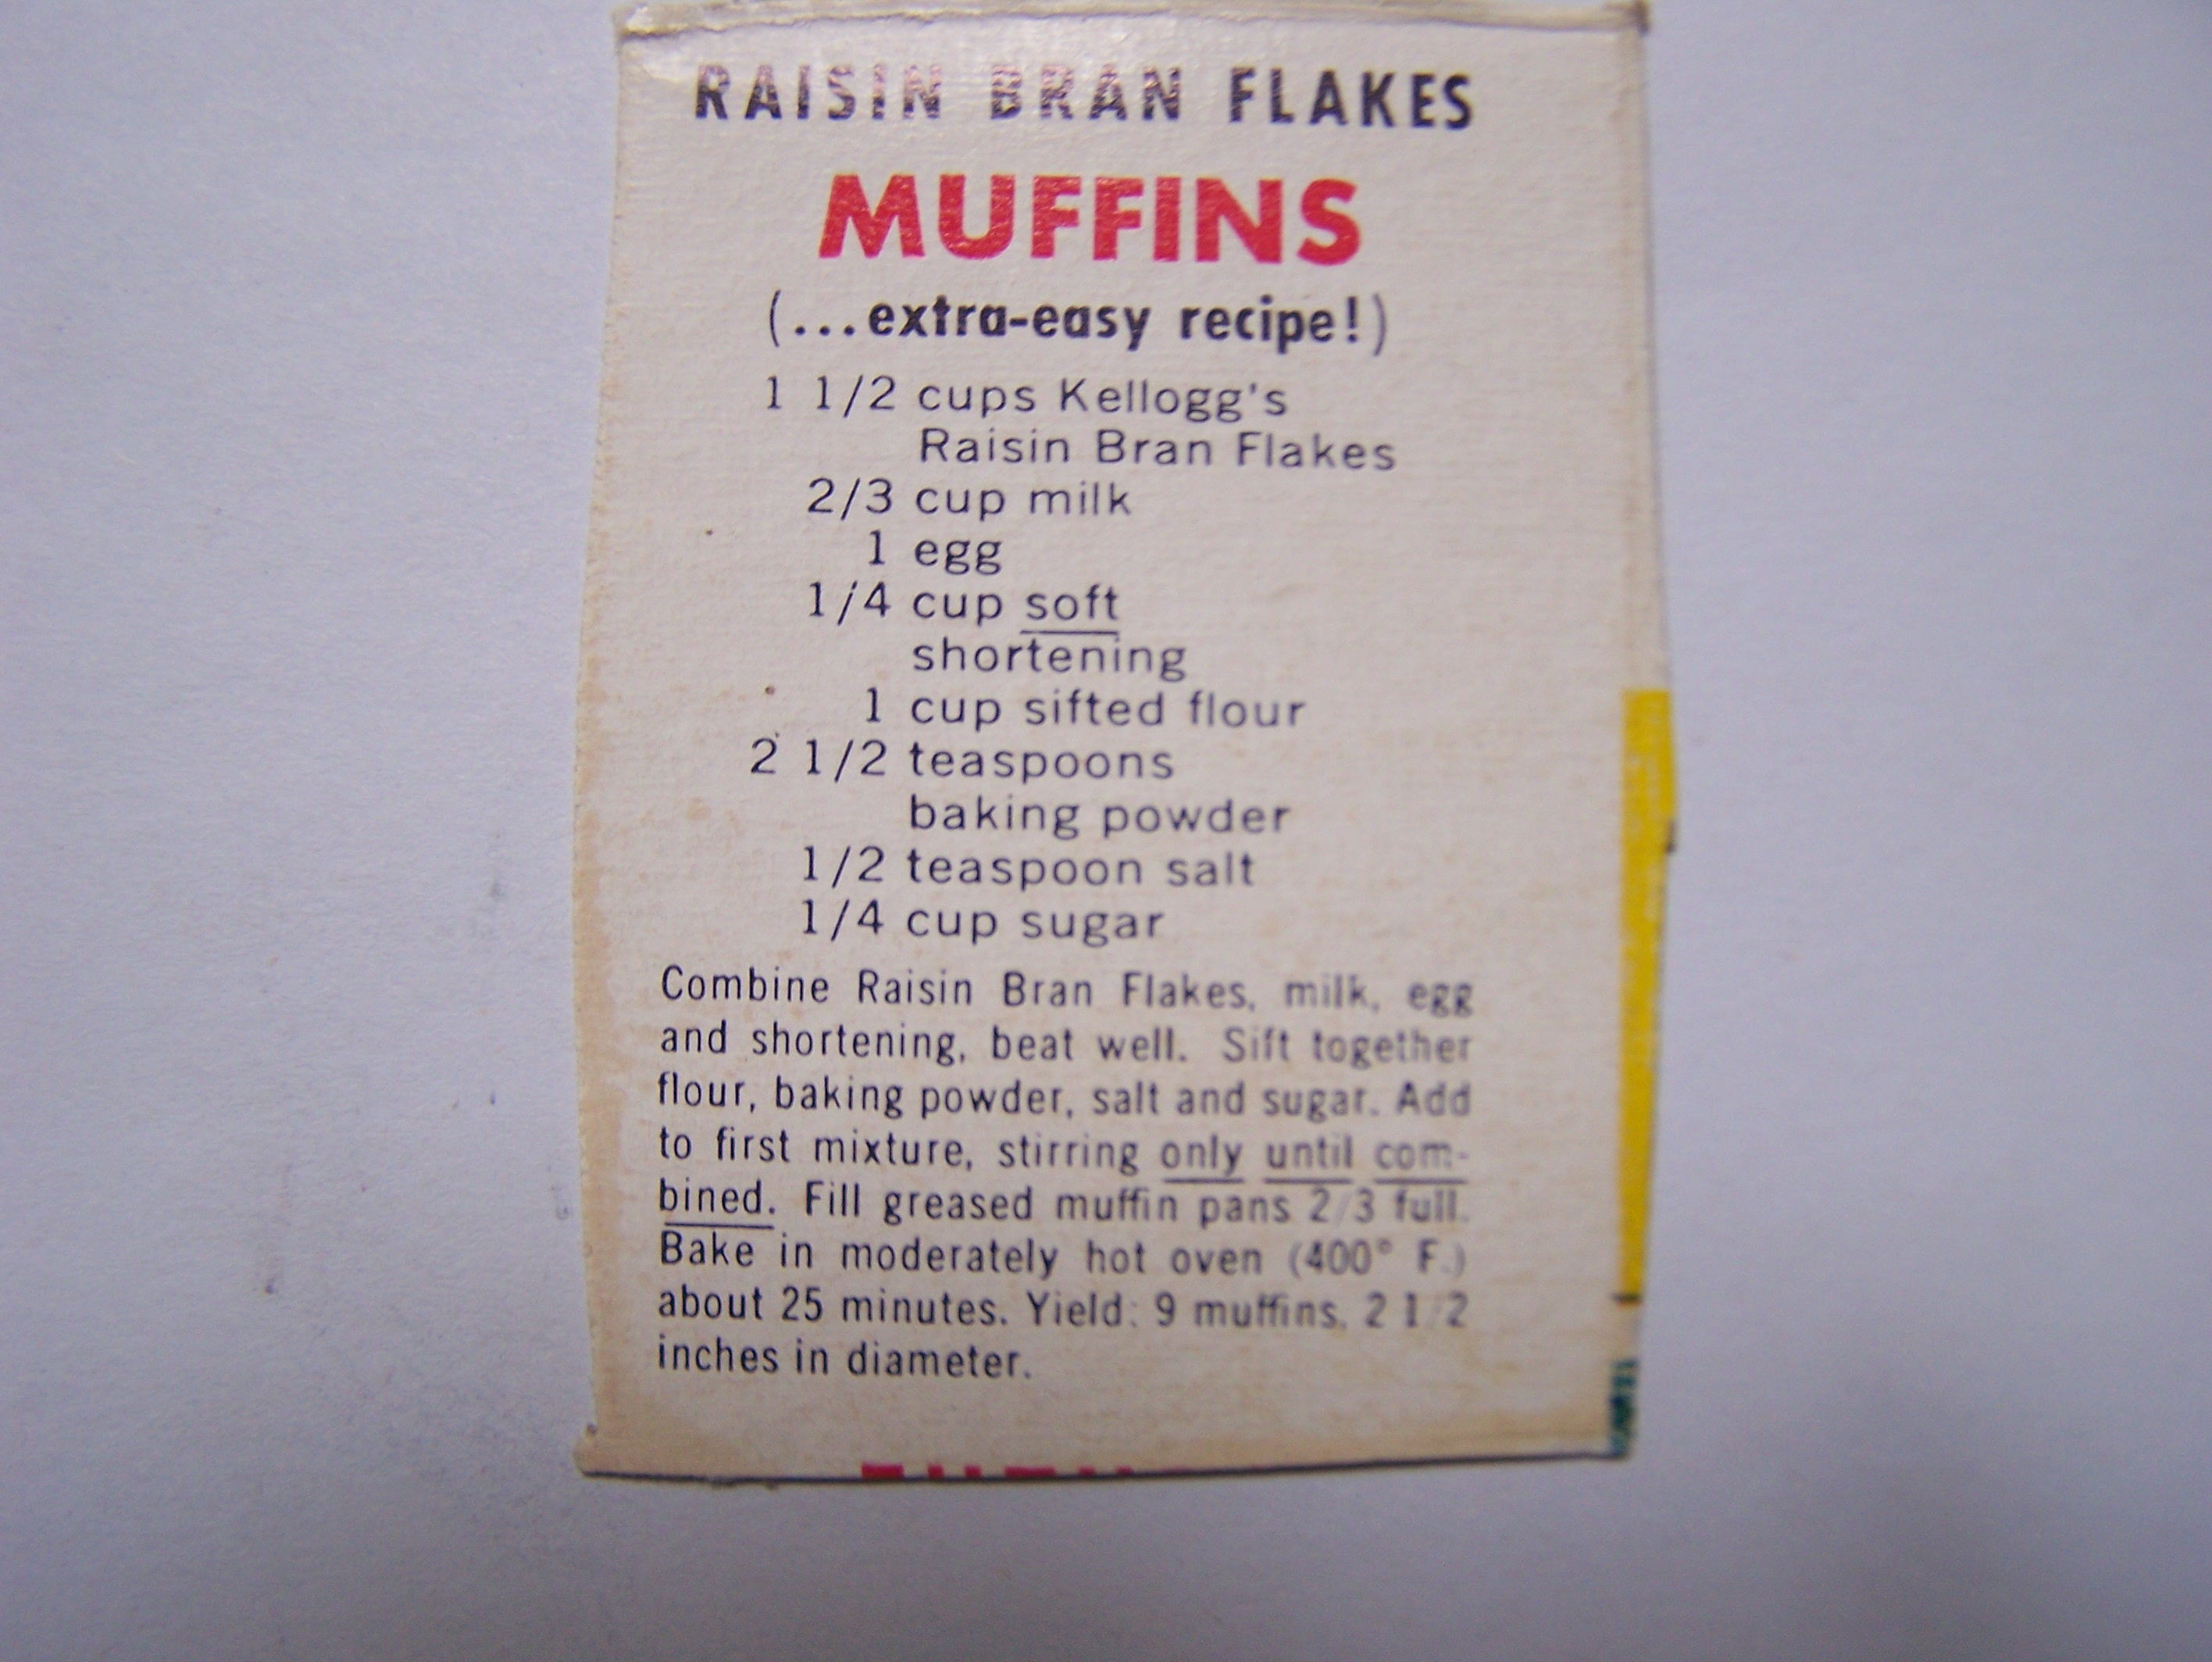 RAISIN BRAN FLAKES
MUFFINS
(...extra-easy recipe!)
1 1/2 cups Kellogg's
Raisin Bran Flakes
2/3 cup milk
1 egg
1/4 cup soft
shortening
1 cup sifted flour
2 1/2 teaspoons
baking powder
1/2 teaspoon salt
1/4 cup sugar
Combine Raisin Bran Flakes, milk, egg
and shortening, beat well. Sift together
flour, baking powder, salt and sugar. Add
to first mixture, stirring only until com-
bined. Fill greased muffin pans 2/3 full.
Bake in moderately hot oven (400° F.)
about 25 minutes. Yield: 9 muffins, 2 1/2
inches in diameter.